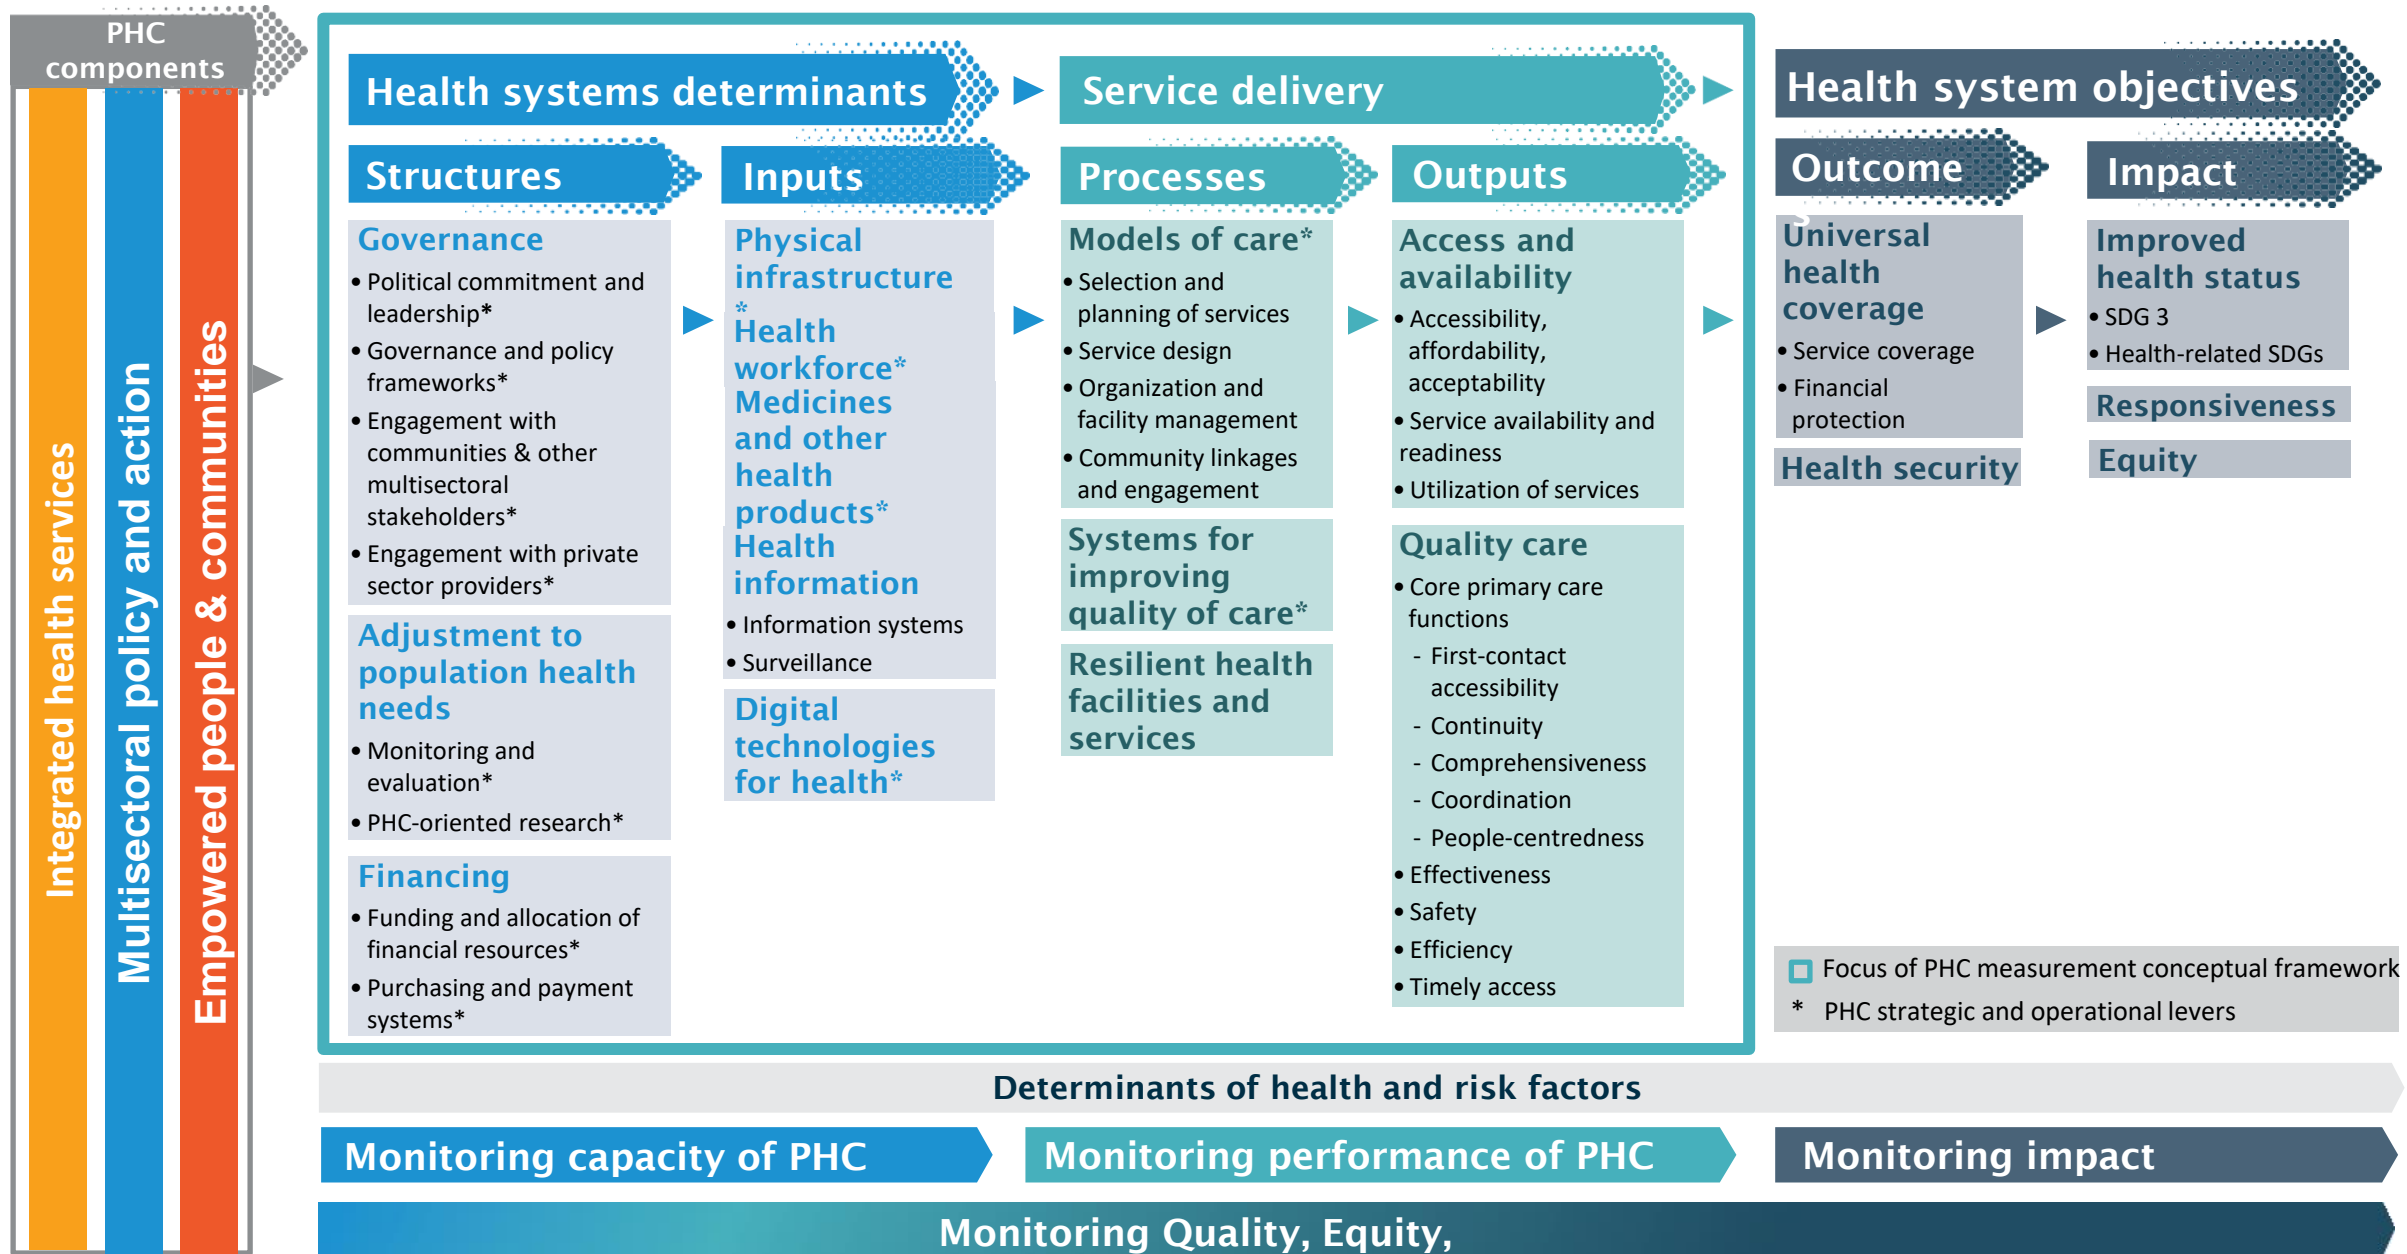 PHC
components
Integrated health services
Multisectoral policy and action
Empowered people & communities
Health systems determinants
Structures
Governance
• Political commitment and
leadership*
• Governance and policy
frameworks*
• Engagement with
communities & other
multisectoral
stakeholders*
• Engagement with private
sector providers*
Adjustment to
population health
needs
• Monitoring and
evaluation*
• PHC-oriented research*
Financing
• Funding and allocation of
financial resources*
• Purchasing and payment
systems*
Inputs
Physical
infrastructure
*
Health
workforce*
Medicines
and other
health
products*
Health
information
• Information systems
• Surveillance
Digital
technologies
for health*
Service delivery
Processes
Models of care*
• Selection and
planning of services
• Service design
• Organization and
facility management
• Community linkages
and engagement
Systems for
improving
quality of care*
Resilient health
facilities and
services
Outputs
Access and
availability
• Accessibility,
affordability,
acceptability
• Service availability and
readiness
• Utilization of services
Quality care
• Core primary care
functions
- First-contact
accessibility
- Continuity
- Comprehensiveness
- Coordination
- People-centredness
• Effectiveness
• Safety
• Efficiency
• Timely access
Health system objectives
Outcome
s
Universal
health
coverage
• Service coverage
• Financial
protection
Health security
Impact
Improved
health status
• SDG 3
• Health-related SDGs
Responsiveness
Equity
Focus of PHC measurement conceptual framework
* PHC strategic and operational levers
Determinants of health and risk factors
Monitoring capacity of PHC
Monitoring performance of PHC
Monitoring impact
Monitoring Quality, Equity,